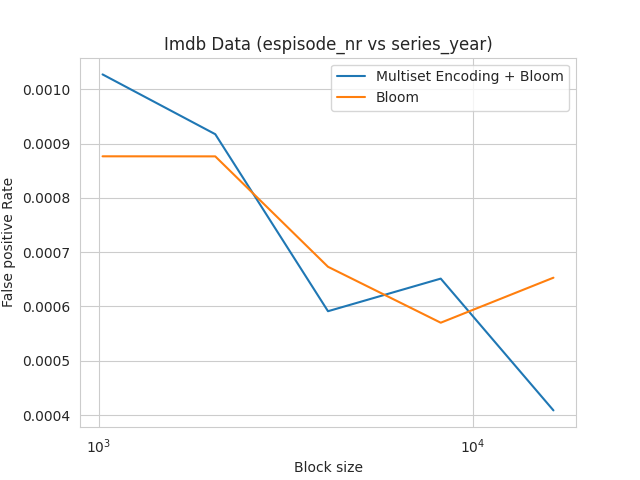 Imdb Data (espisode_nr vs series_year)
Multiset Encoding + Bloom
Bloom
False positive Rate
0.0010
0.0009
0.0008
0.0007
0.0006
0.0005
0.0004
10³
10⁴
Block size